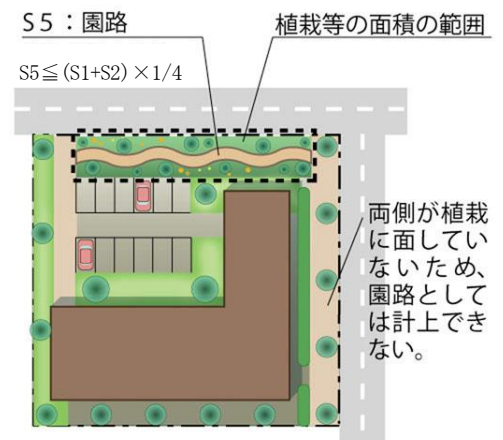 S5：園路
植栽等の面積の範囲
S5≦(S1+S2)×1/4
両側が植栽
に面してい
ないため、
園路として
は計上でき
ない。